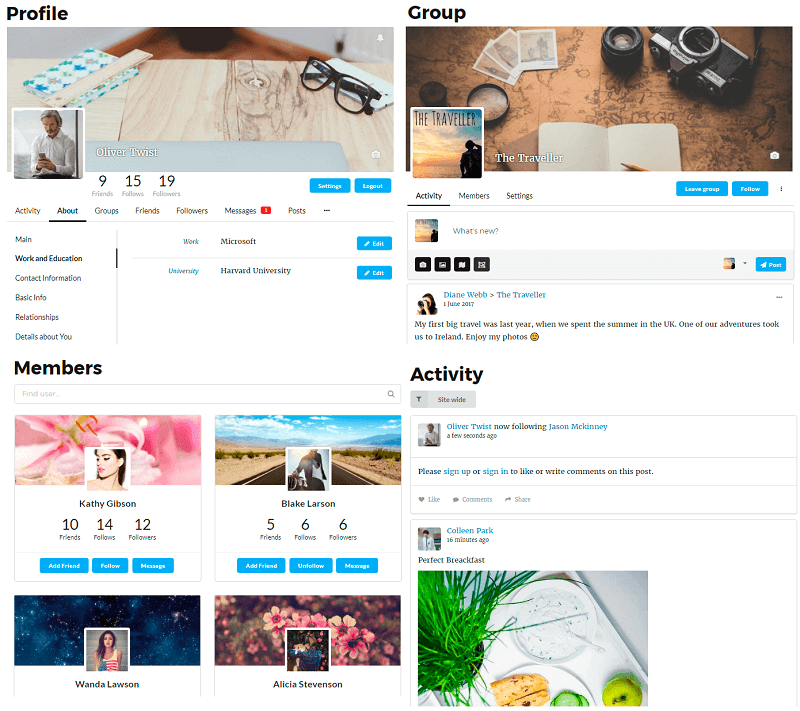 Profile
Oliver Twist
9 15 19
Friends Follows Followers
Settings Logout
Activity About Groups Friends Followers Messages 1 Posts
Main
Work and Education
Contact Information
Basic Info
Relationships
Details about You
Work Microsoft Edit
University Harvard University Edit
Group
THE TRAVELLER
The Traveller
Activity Members Settings
Leave group Follow
What's new?
Post
Diane Webb > The Traveller
1 June 2017
My first big travel was last year, when we spent the summer in the UK. One of our adventures took
us to Ireland. Enjoy my photos
Members
Find user..
Kathy Gibson
10 14 12
Friends Follows Followers
Add Friend Follow Message
Blake Larson
5 6 6
Friends Follows Followers
Add Friend Unfollow Message
Wanda Lawson
Alicia Stevenson
Activity
Site wide
Oliver Twist now following Jason Mckinney
a few seconds ago
Please sign up or sign in to like or write comments on this post.
Like Comments Share
Colleen Park
16 minutes ago
Perfect Breackfast